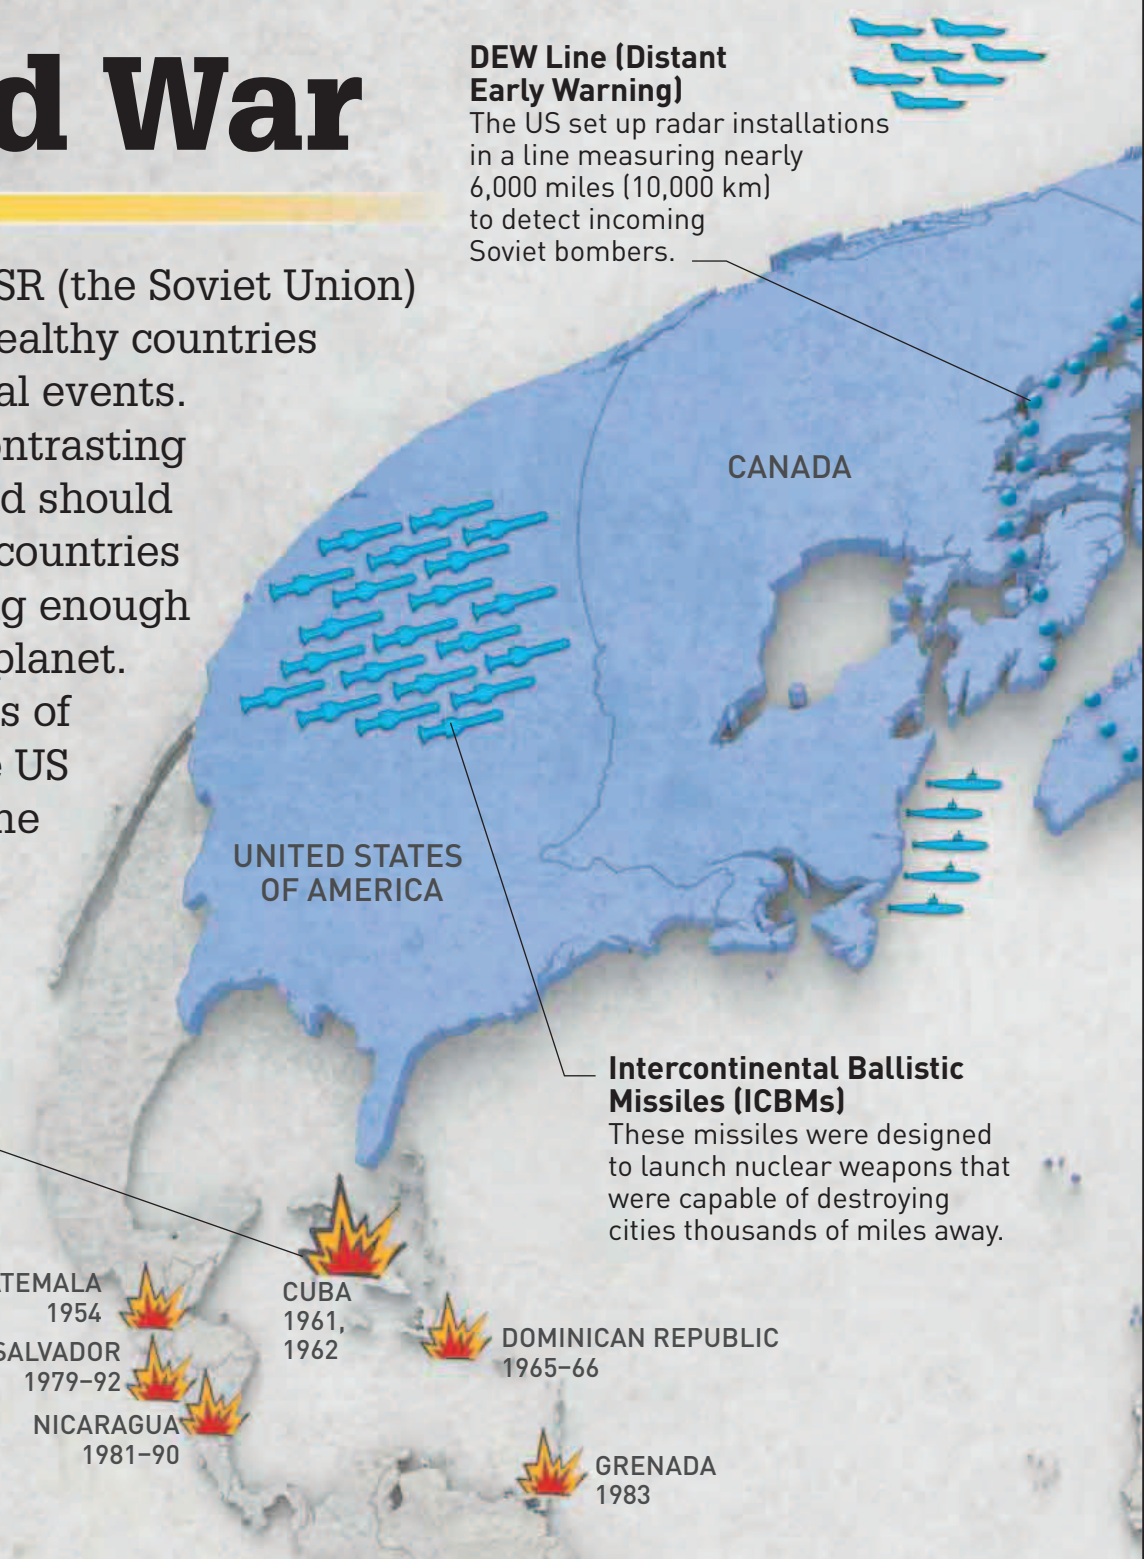 d War
SR (the Soviet Union)
ealthy countries
al events.
ontrasting
d should
countries
g enough
planet.
s of
e US
ne
DEW Line (Distant
Early Warning)
The US set up radar installations
in a line measuring nearly
6,000 miles (10,000 km)
to detect incoming
Soviet bombers.
CANADA
UNITED STATES
OF AMERICA
Intercontinental Ballistic
Missiles (ICBMs)
These missiles were designed
to launch nuclear weapons that
were capable of destroying
cities thousands of miles away.
ATEMALA
1954
SALVADOR
1979–92
NICARAGUA
1981–90
CUBA
1961,
1962
DOMINICAN REPUBLIC
1965–66
GRENADA
1983